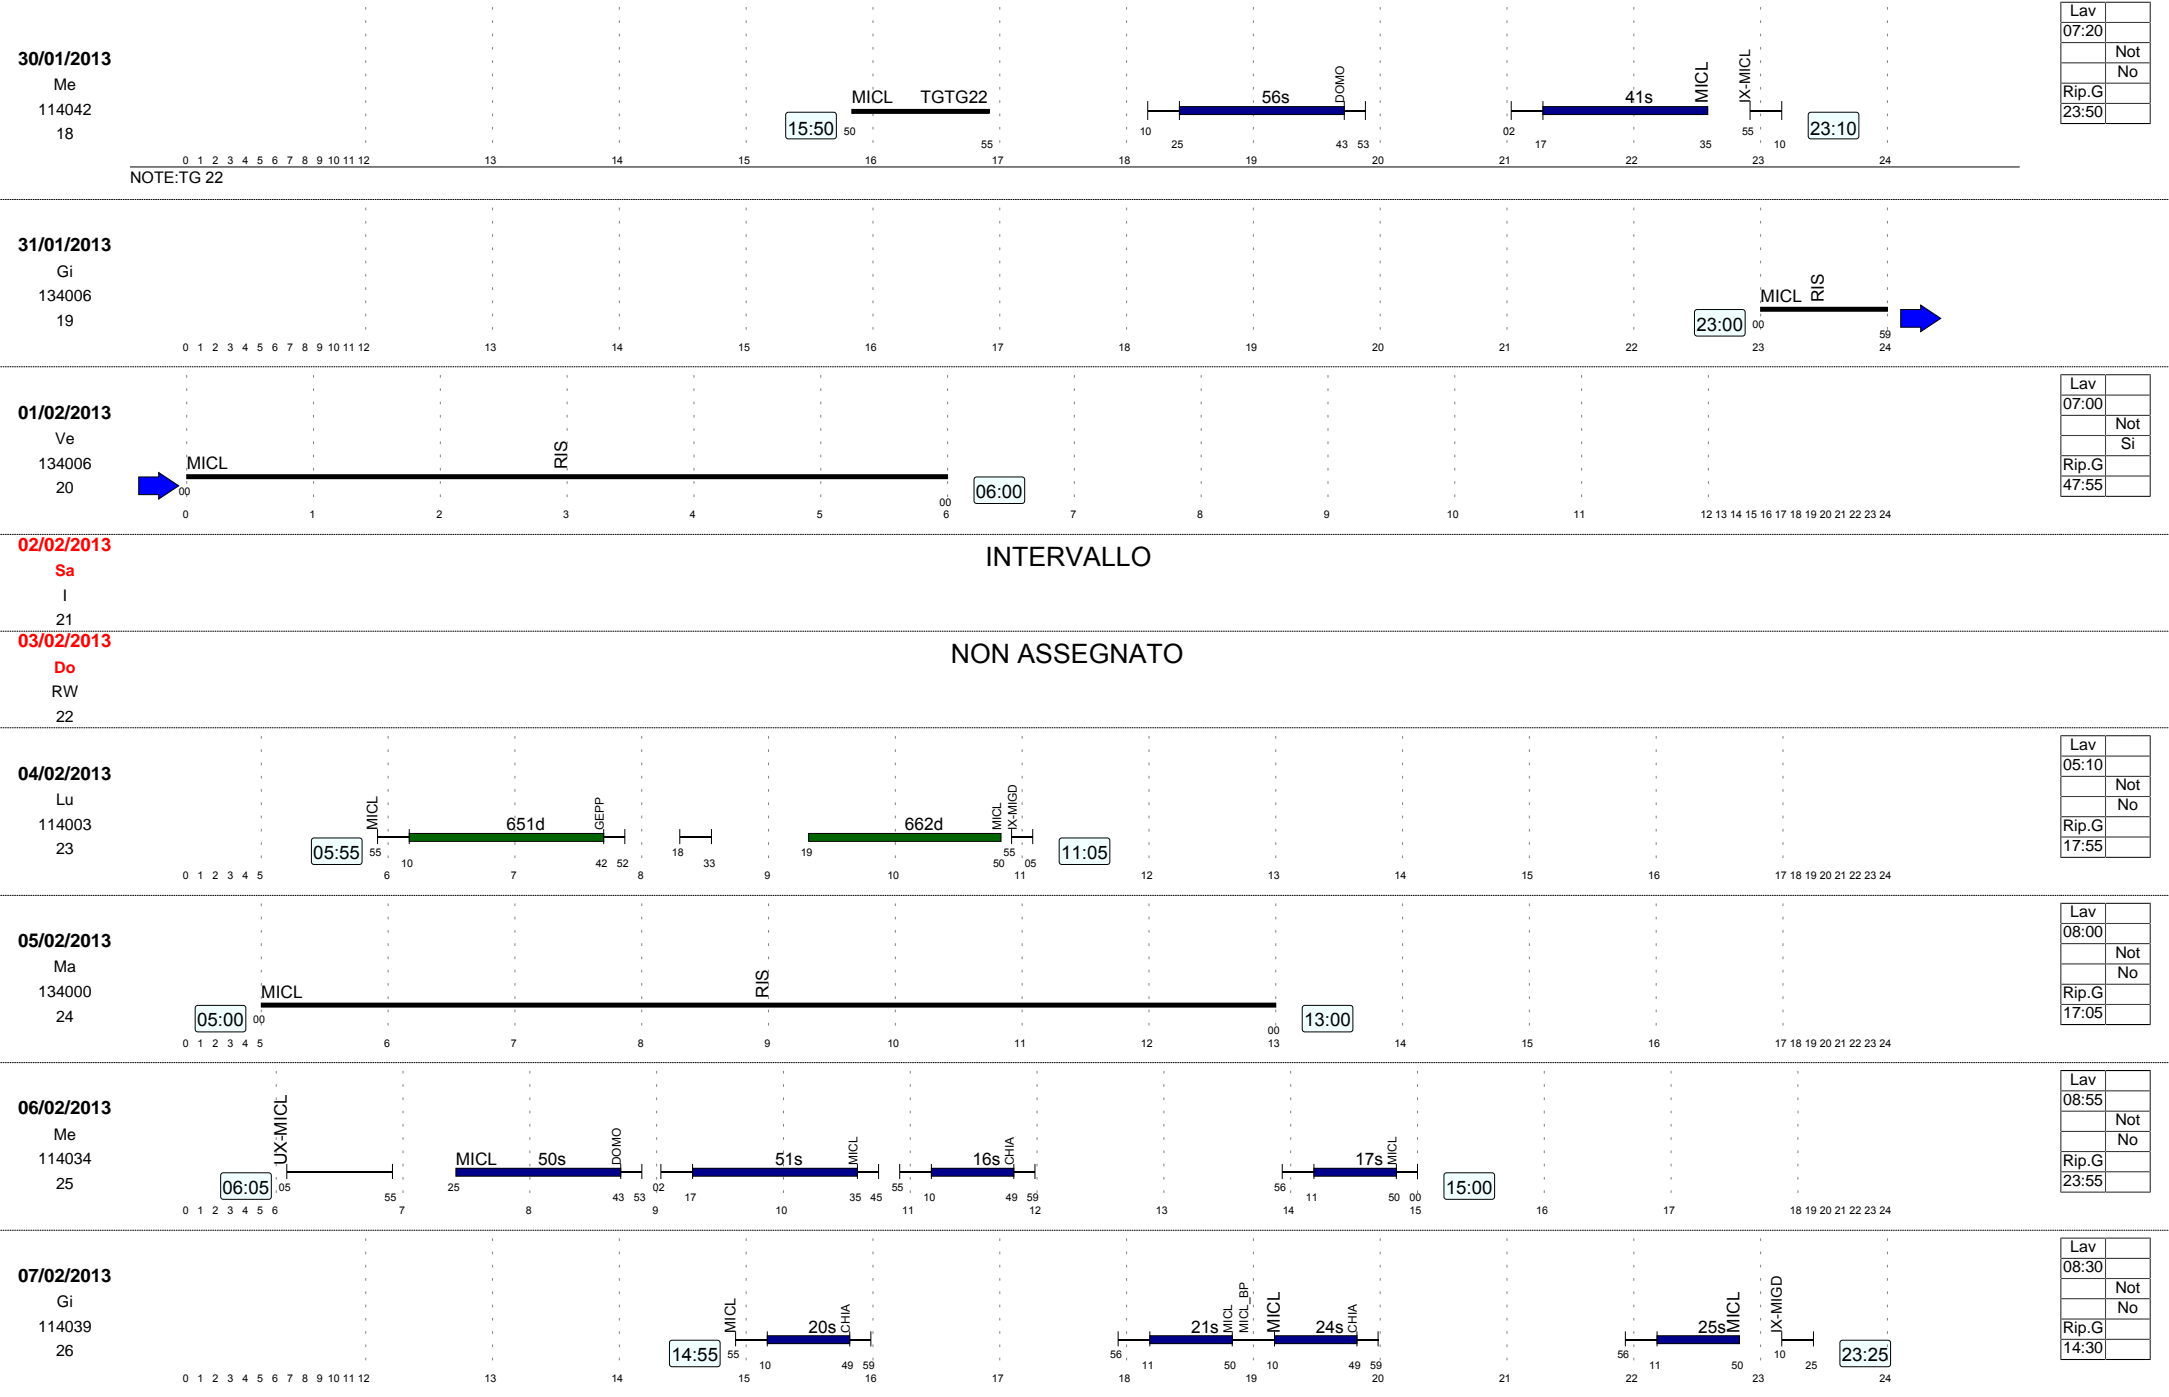 30/01/2013
Me
114042
18
15:50
MICL TGTG22
50 55
56s
DOMO
10 25 43 53
41s
MICL
IX-MICL
02 17 35 55 10
23:10
0 1 2 3 4 5 6 7 8 9 10 11 12 13 14 15 16 17 18 19 20 21 22 23 24
NOTE:TG 22
Lav
07:20
Not
No
Rip.G
23:50
31/01/2013
Gi
134006
19
23:00
MICL RIS
00 59
0 1 2 3 4 5 6 7 8 9 10 11 12 13 14 15 16 17 18 19 20 21 22 23 24
01/02/2013
Ve
134006
20
MICL RIS
00 00
06:00
0 1 2 3 4 5 6 7 8 9 10 11 12 13 14 15 16 17 18 19 20 21 22 23 24
Lav
07:00
Not
Si
Rip.G
47:55
02/02/2013
Sa
I
21
INTERVALLO
03/02/2013
Do
RW
22
NON ASSEGNATO
04/02/2013
Lu
114003
23
05:55
MICL 651d GEPP
55 10 42 52 18 33
662d MICL IX-MIGD
19 50 55 05
11:05
0 1 2 3 4 5 6 7 8 9 10 11 12 13 14 15 16 17 18 19 20 21 22 23 24
Lav
05:10
Not
No
Rip.G
17:55
05/02/2013
Ma
134000
24
05:00
MICL RIS
00 00
13:00
0 1 2 3 4 5 6 7 8 9 10 11 12 13 14 15 16 17 18 19 20 21 22 23 24
Lav
08:00
Not
No
Rip.G
17:05
06/02/2013
Me
114034
25
06:05
UX-MICL
05 55
MICL 50s DOMO
25 43 53
51s MICL
02 17 35 45
16s CHIA
55 10 49 59
17s MICL
56 11 50 00
15:00
0 1 2 3 4 5 6 7 8 9 10 11 12 13 14 15 16 17 18 19 20 21 22 23 24
Lav
08:55
Not
No
Rip.G
23:55
07/02/2013
Gi
114039
26
14:55
MICL 20s CHIA
55 10 49 59
21s MICL MICL_BP MICL 24s CHIA
56 11 50 10 49 59
25s MICL IX-MIGD
56 11 50 10 25
23:25
0 1 2 3 4 5 6 7 8 9 10 11 12 13 14 15 16 17 18 19 20 21 22 23 24
Lav
08:30
Not
No
Rip.G
14:30